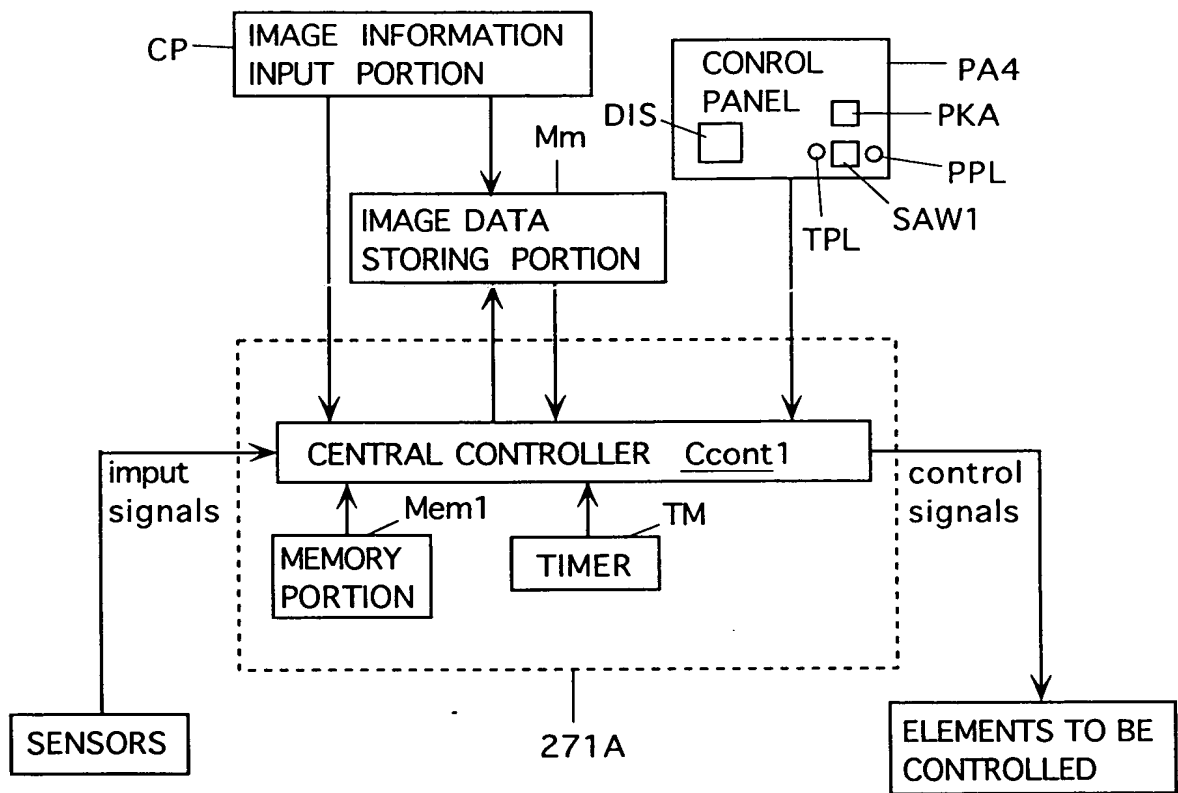 CP
IMAGE INFORMATION
INPUT PORTION
CONROL
PANEL
PA4
DIS
PKA
Mm
PPL
SAW1
TPL
IMAGE DATA
STORING PORTION
CENTRAL CONTROLLER Ccont1
imput
signals
control
signals
Mem1
TM
MEMORY
PORTION
TIMER
SENSORS
271A
ELEMENTS TO BE
CONTROLLED